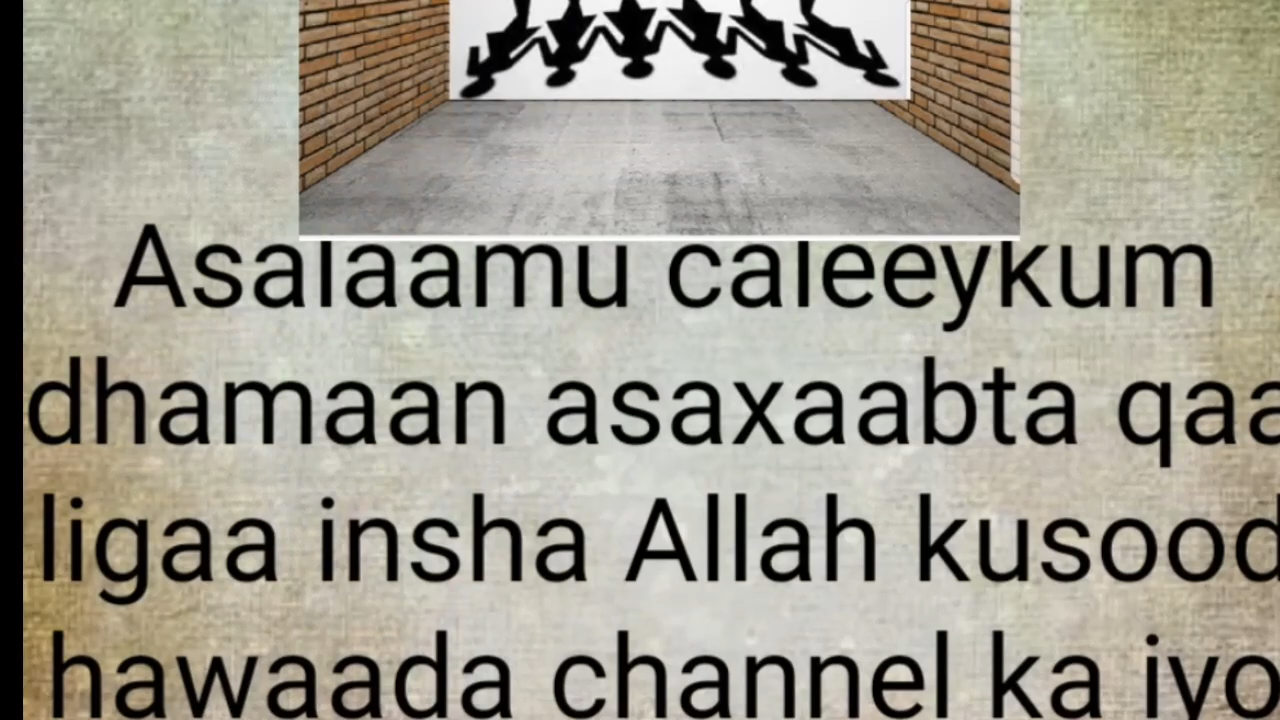 Asalaamu caleeykum
dhamaan asaxaabta qaa
ligaa insha Allah kusood
hawaada channel ka iyo